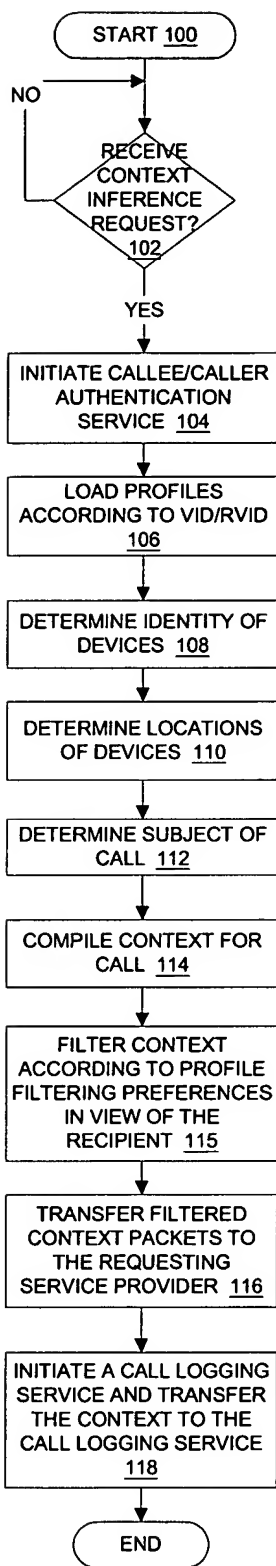 START 100
NO
RECEIVE
CONTEXT
INFERENCE
REQUEST?
102
YES
INITIATE CALLEE/CALLER
AUTHENTICATION
SERVICE 104
LOAD PROFILES
ACCORDING TO VID/RVID
106
DETERMINE IDENTITY OF
DEVICES 108
DETERMINE LOCATIONS
OF DEVICES 110
DETERMINE SUBJECT OF
CALL 112
COMPILE CONTEXT FOR
CALL 114
FILTER CONTEXT
ACCORDING TO PROFILE
FILTERING PREFERENCES
IN VIEW OF THE
RECIPIENT 115
TRANSFER FILTERED
CONTEXT PACKETS TO
THE REQUESTING
SERVICE PROVIDER 116
INITIATE A CALL LOGGING
SERVICE AND TRANSFER
THE CONTEXT TO THE
CALL LOGGING SERVICE
118
END